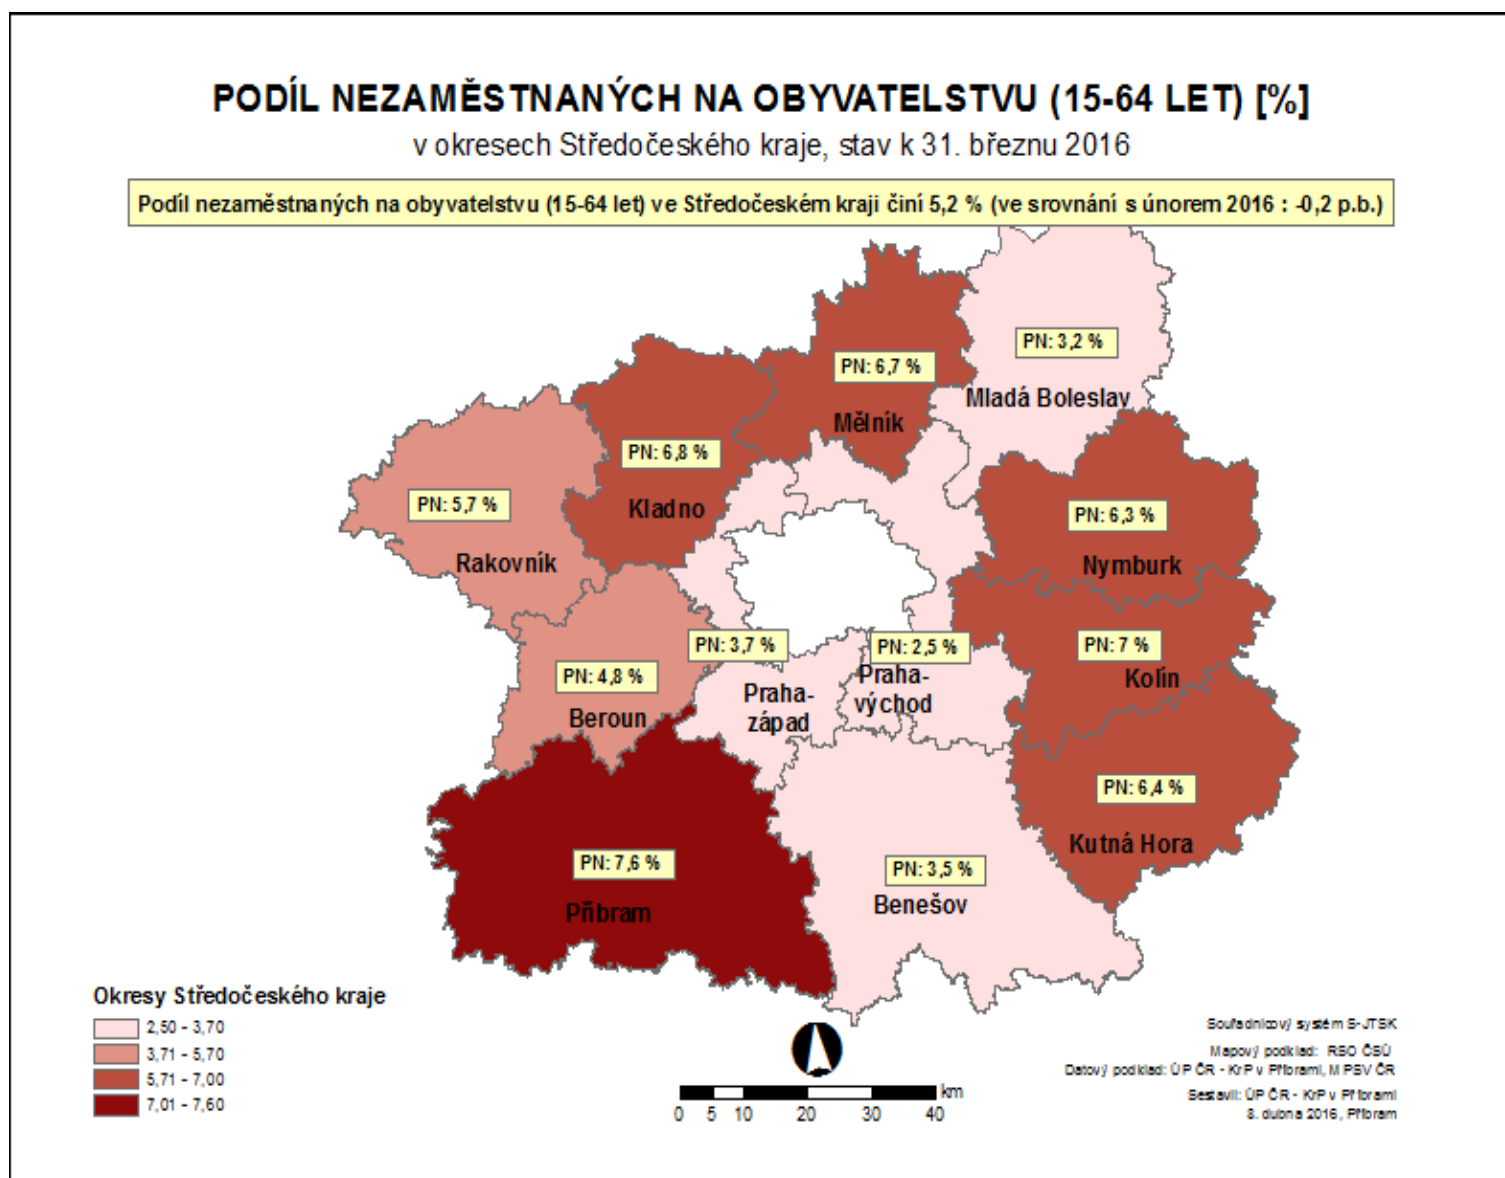 PODÍL NEZAMĚSTNANÝCH NA OBYVATELSTVU (15-64 LET) [%]
v okresech Středočeského kraje, stav k 31. březnu 2016
Podíl nezaměstnaných na obyvatelstvu (15-64 let) ve Středočeském kraji činí 5,2 % (ve srovnání s únorem 2016 : -0,2 p.b.)
PN: 3,2 %
Mladá Boleslav
PN: 6,7 %
Mělník
PN: 6,8 %
Kladno
PN: 5,7 %
Rakovník
PN: 6,3 %
Nymburk
PN: 3,7 %
Praha-
západ
PN: 2,5 %
Praha-
východ
PN: 7 %
Kolín
PN: 4,8 %
Beroun
PN: 6,4 %
Kutná Hora
PN: 7,6 %
Příbram
PN: 3,5 %
Benešov
Okresy Středočeského kraje
2,50 - 3,70
3,71 - 5,70
5,71 - 7,00
7,01 - 7,60
km
0 5 10 20 30 40
Souřadnicový systém S-JTSK
Mapový podklad: RSO ČSÚ
Datový podklad: ÚP ČR - KrP v Příbrami, MPSV ČR
Sestavil: ÚP ČR - KrP v Příbrami
8. dubna 2016, Příbram